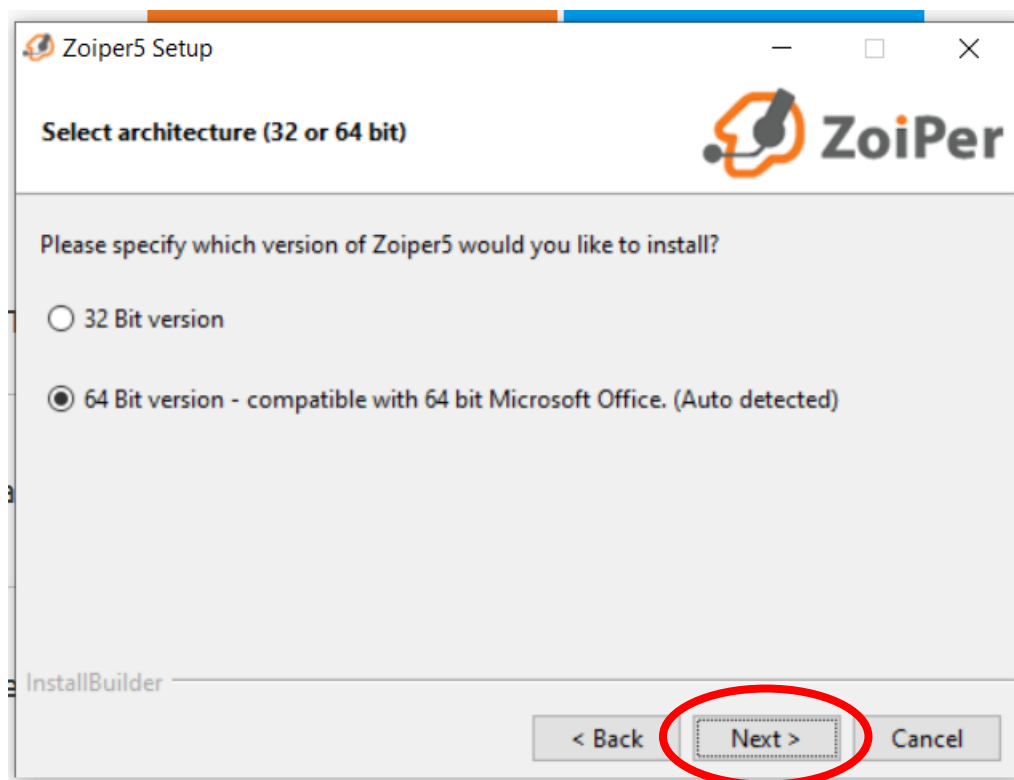 Zoiper5 Setup
Select architecture (32 or 64 bit)
ZoiPer
Please specify which version of Zoiper5 would you like to install?
32 Bit version
64 Bit version - compatible with 64 bit Microsoft Office. (Auto detected)
InstallBuilder
< Back Next > Cancel